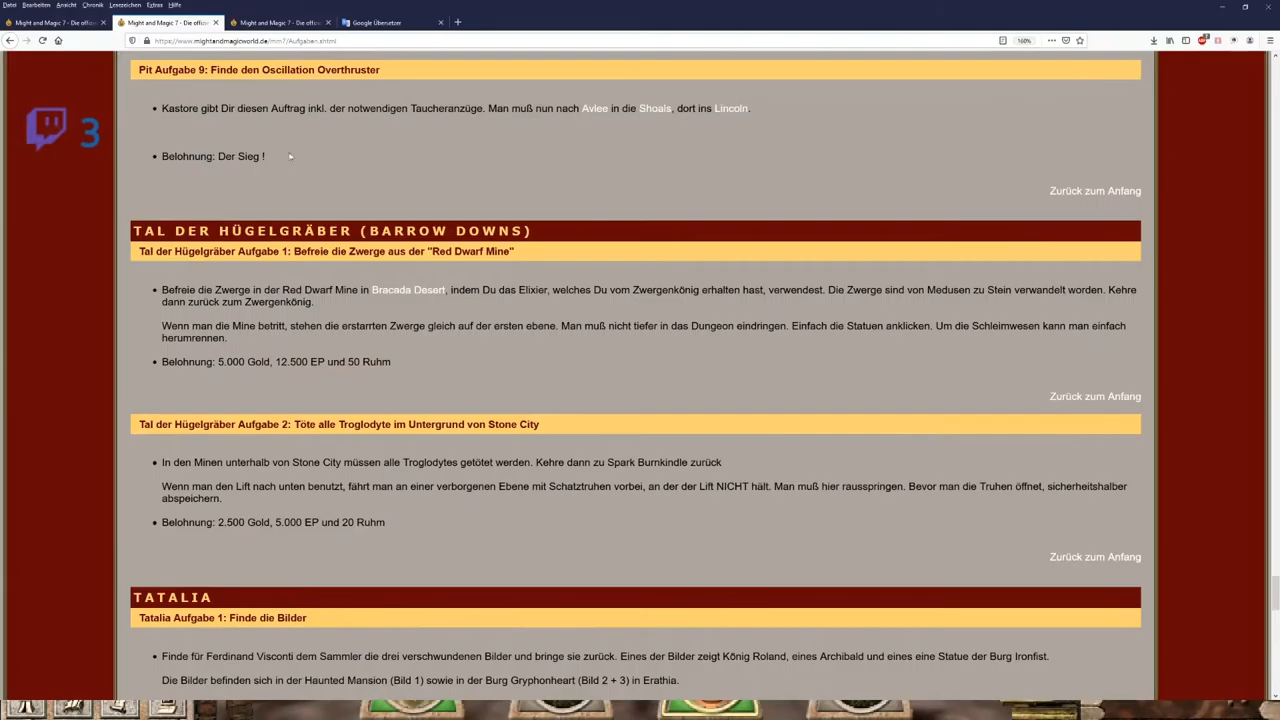 Datei Bearbeiten Ansicht Chronik Lesezeichen Extras Hilfe
Might and Magic 7 - Die offizie Might and Magic 7 - Die offizie Might and Magic 7 - Die offizie Google Übersetzer
https://www.mightandmagicworld.de/mm7/Aufgaben.shtml 160%
Pit Aufgabe 9: Finde den Oscillation Overthruster
3
• Kastore gibt Dir diesen Auftrag inkl. der notwendigen Taucheranzüge. Man muß nun nach Avlee in die Shoals, dort ins Lincoln.
• Belohnung: Der Sieg !
Zurück zum Anfang
TAL DER HÜGELGRÄBER (BARROW DOWNS)
Tal der Hügelgräber Aufgabe 1: Befreie die Zwerge aus der "Red Dwarf Mine"
• Befreie die Zwerge in der Red Dwarf Mine in Bracada Desert, indem Du das Elixier, welches Du vom Zwergenkönig erhalten hast, verwendest. Die Zwerge sind von Medusen zu Stein verwandelt worden. Kehre
dann zurück zum Zwergenkönig.
Wenn man die Mine betritt, stehen die erstarrten Zwerge gleich auf der ersten ebene. Man muß nicht tiefer in das Dungeon eindringen. Einfach die Statuen anklicken. Um die Schleimwesen kann man einfach
herumrennen.
• Belohnung: 5.000 Gold, 12.500 EP und 50 Ruhm
Zurück zum Anfang
Tal der Hügelgräber Aufgabe 2: Töte alle Troglodyte im Untergrund von Stone City
• In den Minen unterhalb von Stone City müssen alle Troglodytes getötet werden. Kehre dann zu Spark Burnkindle zurück
Wenn man den Lift nach unten benutzt, fährt man an einer verborgenen Ebene mit Schatztruhen vorbei, an der der Lift NICHT hält. Man muß hier rausspringen. Bevor man die Truhen öffnet, sicherheitshalber
abspeichern.
• Belohnung: 2.500 Gold, 5.000 EP und 20 Ruhm
Zurück zum Anfang
TATALIA
Tatalia Aufgabe 1: Finde die Bilder
• Finde für Ferdinand Visconti dem Sammler die drei verschwundenen Bilder und bringe sie zurück. Eines der Bilder zeigt König Roland, eines Archibald und eines eine Statue der Burg Ironfist.
Die Bilder befinden sich in der Haunted Mansion (Bild 1) sowie in der Burg Gryphonheart (Bild 2 + 3) in Erathia.